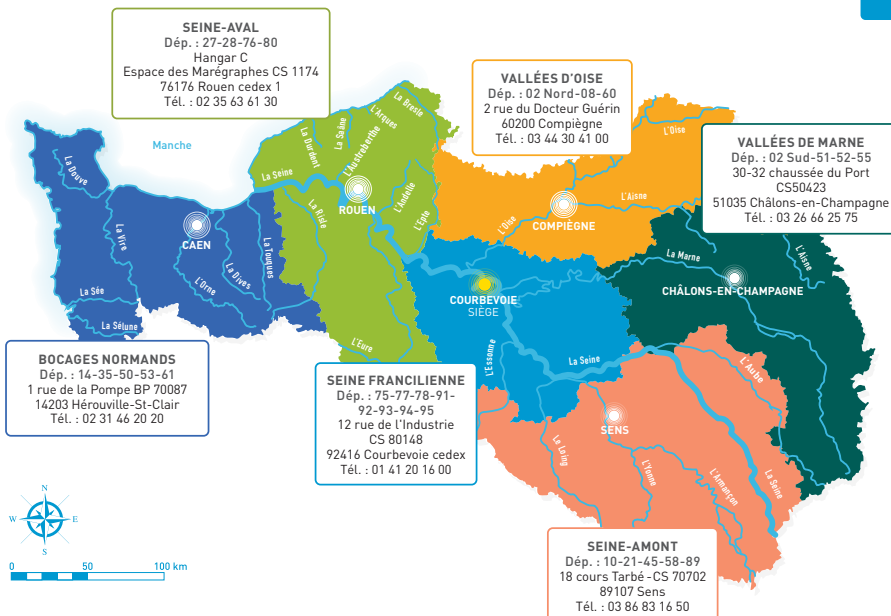 SEINE-AVAL
Dép. : 27-28-76-80
Hangar C
Espace des Marégraphes CS 1174
76176 Rouen cedex 1
Tél. : 02 35 63 61 30
VALLÉES D'OISE
Dép. : 02 Nord-08-60
2 rue du Docteur Guérin
60200 Compiègne
Tél. : 03 44 30 41 00
VALLÉES DE MARNE
Dép. : 02 Sud-51-52-55
30-32 chaussée du Port
CS50423
51035 Châlons-en-Champagne
Tél. : 03 26 66 25 75
Manche
La Douve
La Vire
La Sée
La Sélune
CAEN
L'Orne
La Dives
La Touques
La Seine
La Durdent
La Saâne
L'Austreberthe
L'Arques
La Bresle
ROUEN
La Risle
L'Andelle
L'Epte
L'Eure
L'Oise
L'Aisne
L'Oise
COMPIÈGNE
La Marne
L'Aisne
CHÂLONS-EN-CHAMPAGNE
COURBEVOIE
SIÈGE
L'Essonne
La Seine
L'Aube
SENS
Le Loing
L'Yonne
L'Armançon
La Seine
BOCAGES NORMANDS
Dép. : 14-35-50-53-61
1 rue de la Pompe BP 70087
14203 Hérouville-St-Clair
Tél. : 02 31 46 20 20
SEINE FRANCILIENNE
Dép. : 75-77-78-91-
92-93-94-95
12 rue de l'Industrie
CS 80148
92416 Courbevoie cedex
Tél. : 01 41 20 16 00
SEINE-AMONT
Dép. : 10-21-45-58-89
18 cours Tarbé - CS 70702
89107 Sens
Tél. : 03 86 83 16 50
N
W E
S
0 50 100 km